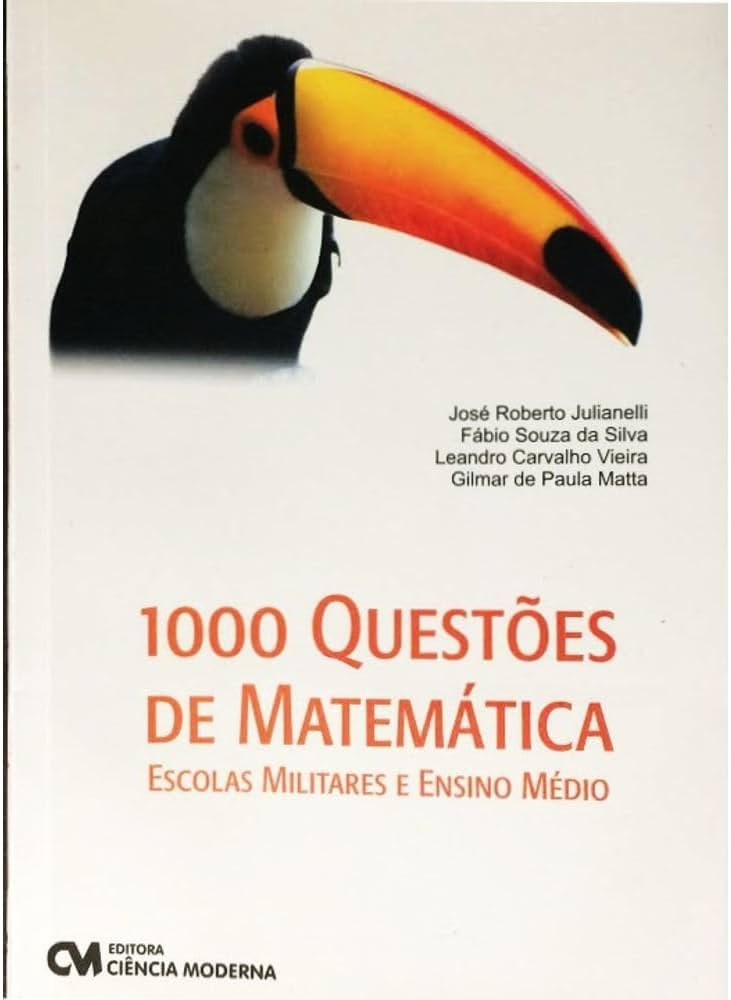 José Roberto Julianelli
Fábio Souza da Silva
Leandro Carvalho Vieira
Gilmar de Paula Matta
1000 QUESTÕES
DE MATEMÁTICA
ESCOLAS MILITARES E ENSINO MÉDIO
CM EDITORA
CIÊNCIA MODERNA